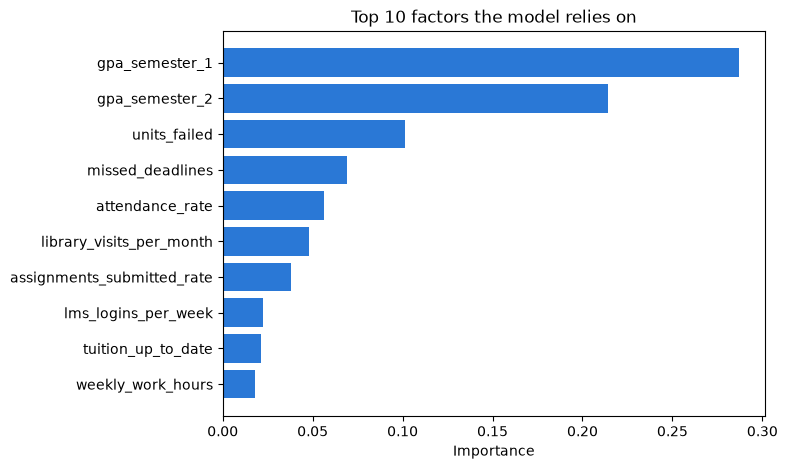 Top 10 factors the model relies on
gpa_semester_1
gpa_semester_2
units_failed
missed_deadlines
attendance_rate
library_visits_per_month
assignments_submitted_rate
lms_logins_per_week
tuition_up_to_date
weekly_work_hours
0.00 0.05 0.10 0.15 0.20 0.25 0.30
Importance